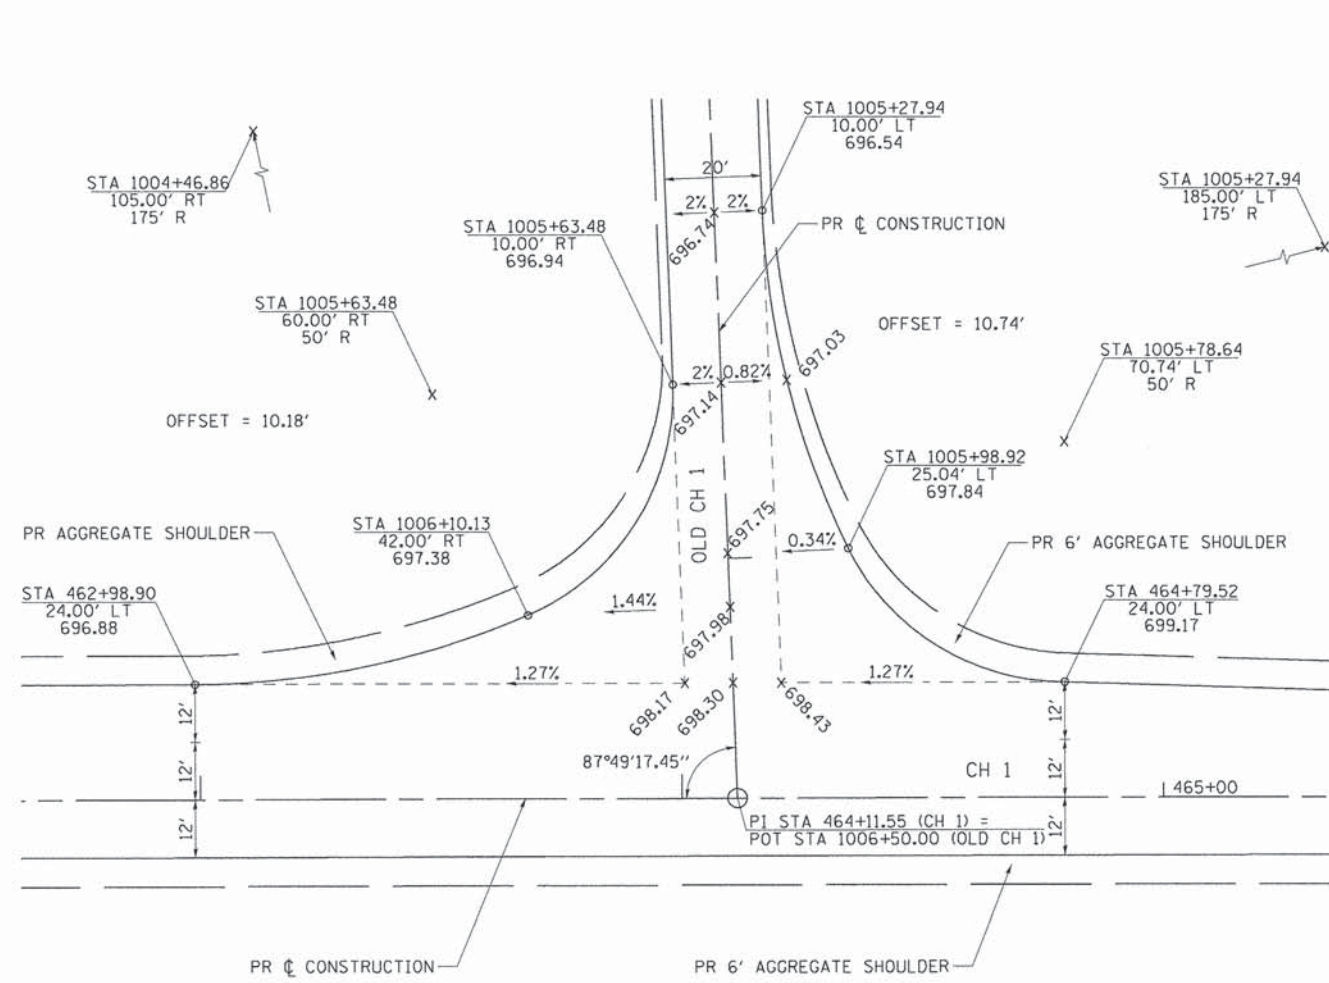 STA 1005+27.94
10.00' LT
696.54
STA 1004+46.86
105.00' RT
175' R
20'
STA 1005+27.94
185.00' LT
175' R
2%
2%
STA 1005+63.48
10.00' RT
696.94
696.74
PR ℄ CONSTRUCTION
STA 1005+63.48
60.00' RT
50' R
OFFSET = 10.74'
697.03
STA 1005+78.64
70.74' LT
50' R
2%
0.82%
697.14
OFFSET = 10.18'
STA 1005+98.92
25.04' LT
697.84
OLD CH 1
697.75
PR AGGREGATE SHOULDER
STA 1006+10.13
42.00' RT
697.38
0.34%
PR 6' AGGREGATE SHOULDER
STA 462+98.90
24.00' LT
696.88
1.44%
697.98
STA 464+79.52
24.00' LT
699.17
1.27%
1.27%
698.17
698.30
698.43
12'
12'
12'
12'
12'
12'
87°49'17.45"
CH 1
465+00
PI STA 464+11.55 (CH 1) =
POT STA 1006+50.00 (OLD CH 1)
PR ℄ CONSTRUCTION
PR 6' AGGREGATE SHOULDER